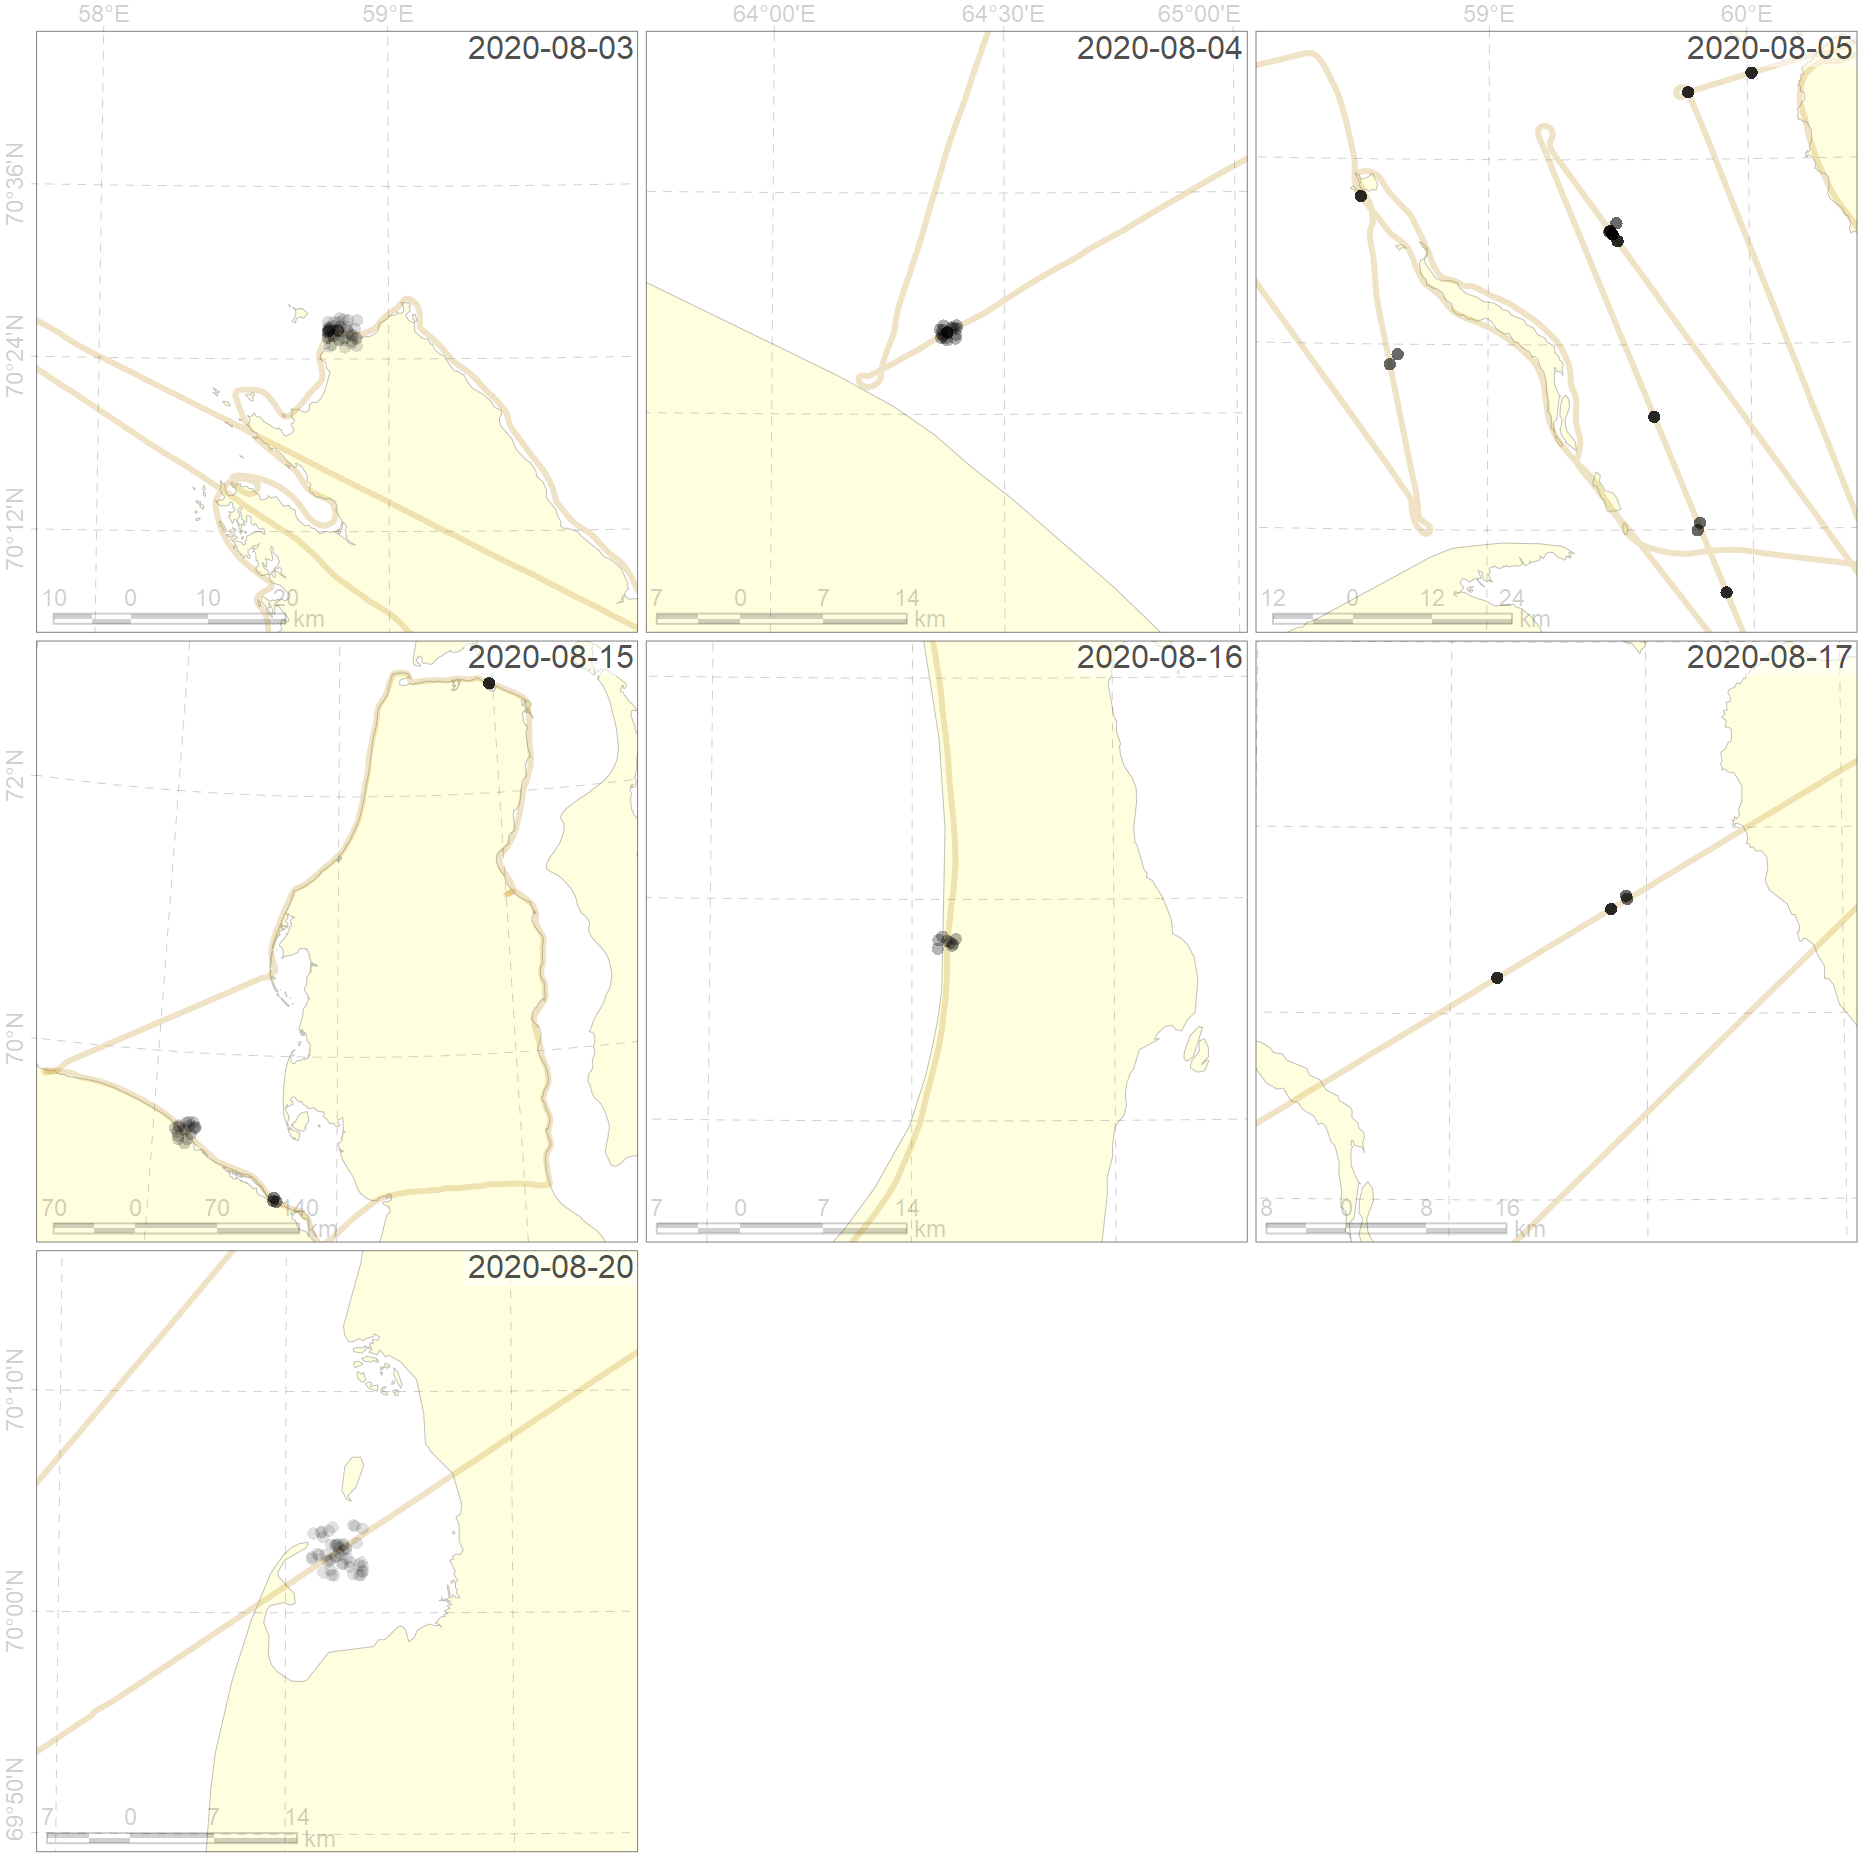 58°E 59°E 64°00'E 64°30'E 65°00'E 59°E 60°E
2020-08-03 2020-08-04 2020-08-05
70°36'N
70°24'N
70°12'N
10 0 10 20 km
7 0 7 14 km
12 0 12 24 km
2020-08-15 2020-08-16 2020-08-17
72°N
70°N
70 0 70 140 km
7 0 7 14 km
8 0 8 16 km
2020-08-20
70°10'N
70°00'N
69°50'N
7 0 7 14 km